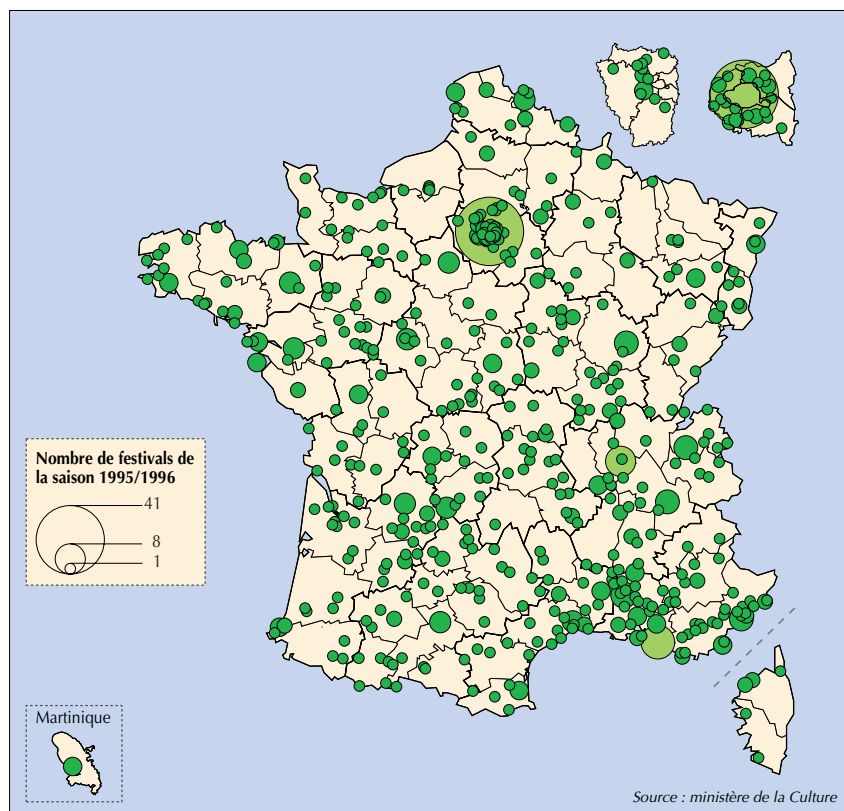 Nombre de festivals de
la saison 1995/1996
41
8
1
Martinique
Source : ministère de la Culture